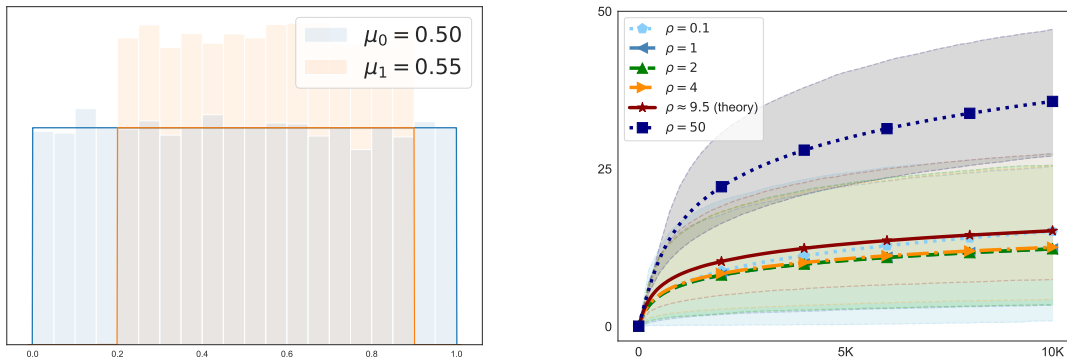 μ₀ = 0.50
μ₁ = 0.55
0.0 0.2 0.4 0.6 0.8 1.0
50
25
0
ρ = 0.1
ρ = 1
ρ = 2
ρ = 4
ρ ≈ 9.5 (theory)
ρ = 50
0 5K 10K